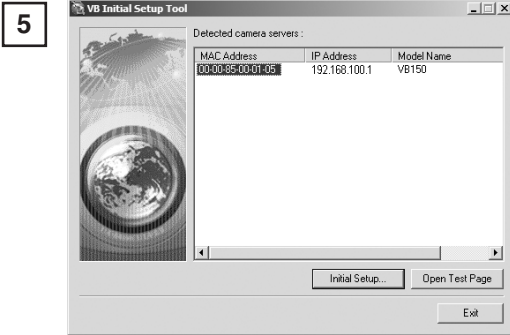 5
VB Initial Setup Tool
Detected camera servers :
MAC Address IP Address Model Name
00-00-85-00-01-05 192.168.100.1 VB150
Initial Setup... Open Test Page
Exit